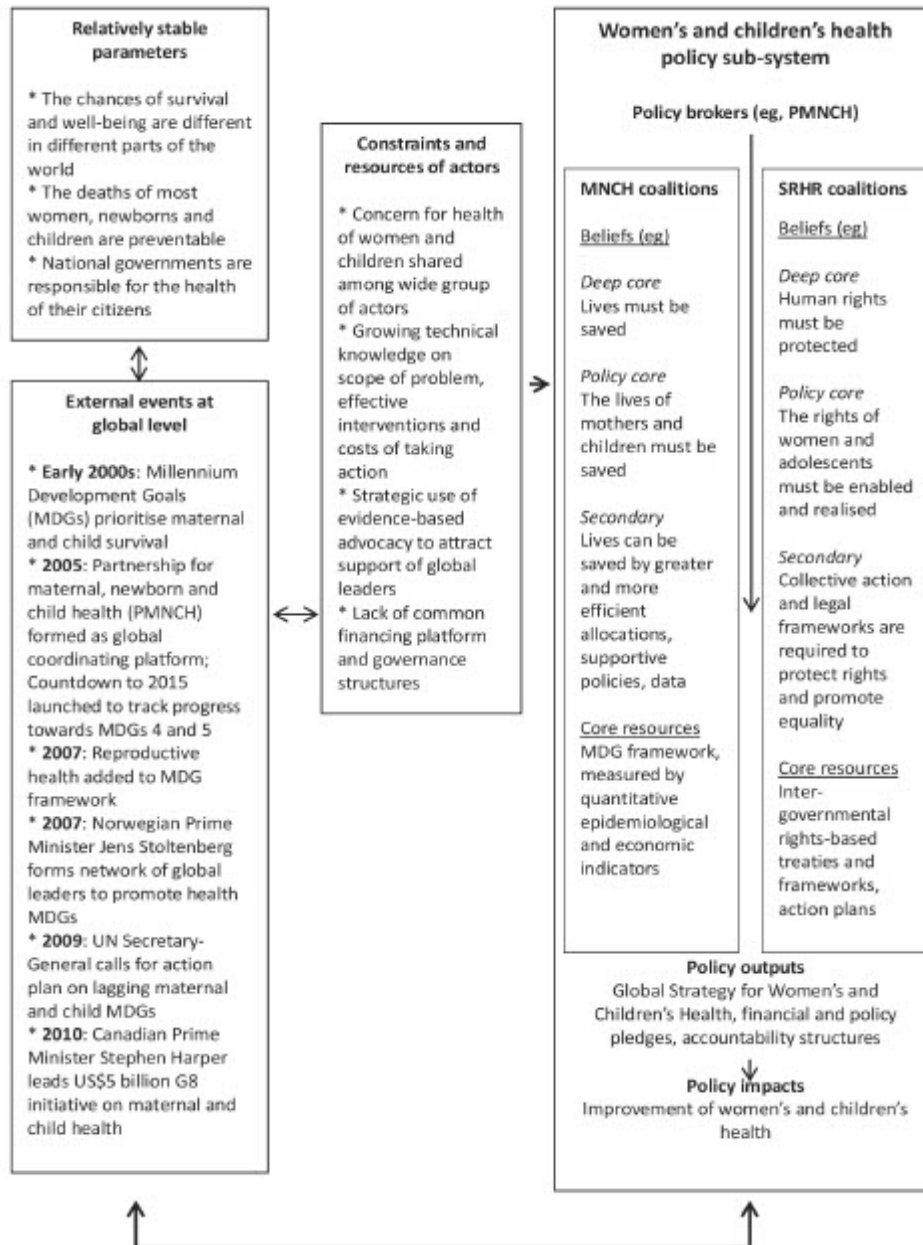 Relatively stable
parameters
* The chances of survival
and well-being are different
in different parts of the
world
* The deaths of most
women, newborns and
children are preventable
* National governments are
responsible for the health
of their citizens
External events at
global level
* Early 2000s: Millennium
Development Goals
(MDGs) prioritise maternal
and child survival
* 2005: Partnership for
maternal, newborn and
child health (PMNCH)
formed as global
coordinating platform;
Countdown to 2015
launched to track progress
towards MDGs 4 and 5
* 2007: Reproductive
health added to MDG
framework
* 2007: Norwegian Prime
Minister Jens Stoltenberg
forms network of global
leaders to promote health
MDGs
* 2009: UN Secretary-
General calls for action
plan on lagging maternal
and child MDGs
* 2010: Canadian Prime
Minister Stephen Harper
leads US$5 billion G8
initiative on maternal and
child health
Constraints and
resources of actors
* Concern for health
of women and
children shared
among wide group
of actors
* Growing technical
knowledge on
scope of problem,
effective
interventions and
costs of taking
action
* Strategic use of
evidence-based
advocacy to attract
support of global
leaders
* Lack of common
financing platform
and governance
structures
Women's and children's health
policy sub-system
Policy brokers (eg, PMNCH)
MNCH coalitions
Beliefs (eg)
Deep core
Lives must be
saved
Policy core
The lives of
mothers and
children must be
saved
Secondary
Lives can be
saved by greater
and more
efficient
allocations,
supportive
policies, data
Core resources
MDG framework,
measured by
quantitative
epidemiological
and economic
indicators
SRHR coalitions
Beliefs (eg)
Deep core
Human rights
must be
protected
Policy core
The rights of
women and
adolescents
must be enabled
and realised
Secondary
Collective action
and legal
frameworks are
required to
protect rights
and promote
equality
Core resources
Inter-
governmental
rights-based
treaties and
frameworks,
action plans
Policy outputs
Global Strategy for Women's and
Children's Health, financial and policy
pledges, accountability structures
Policy impacts
Improvement of women's and children's
health